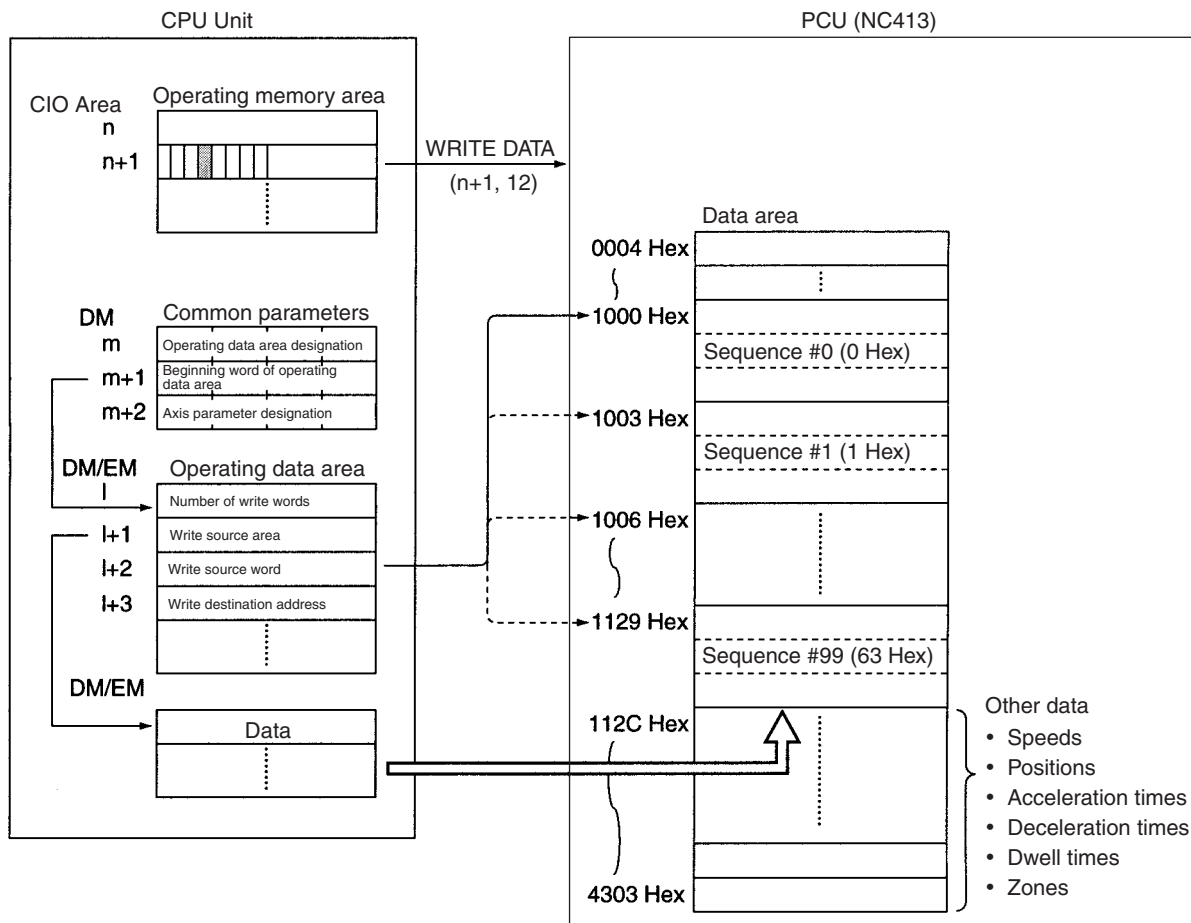 CPU Unit
PCU (NC413)
CIO Area
Operating memory area
n
n+1
WRITE DATA
(n+1, 12)
DM
Common parameters
m
Operating data area designation
m+1
Beginning word of operating
data area
m+2
Axis parameter designation
DM/EM
Operating data area
l
Number of write words
l+1
Write source area
l+2
Write source word
l+3
Write destination address
DM/EM
Data
Data area
0004 Hex
1000 Hex
Sequence #0 (0 Hex)
1003 Hex
Sequence #1 (1 Hex)
1006 Hex
1129 Hex
Sequence #99 (63 Hex)
112C Hex
4303 Hex
Other data
• Speeds
• Positions
• Acceleration times
• Deceleration times
• Dwell times
• Zones